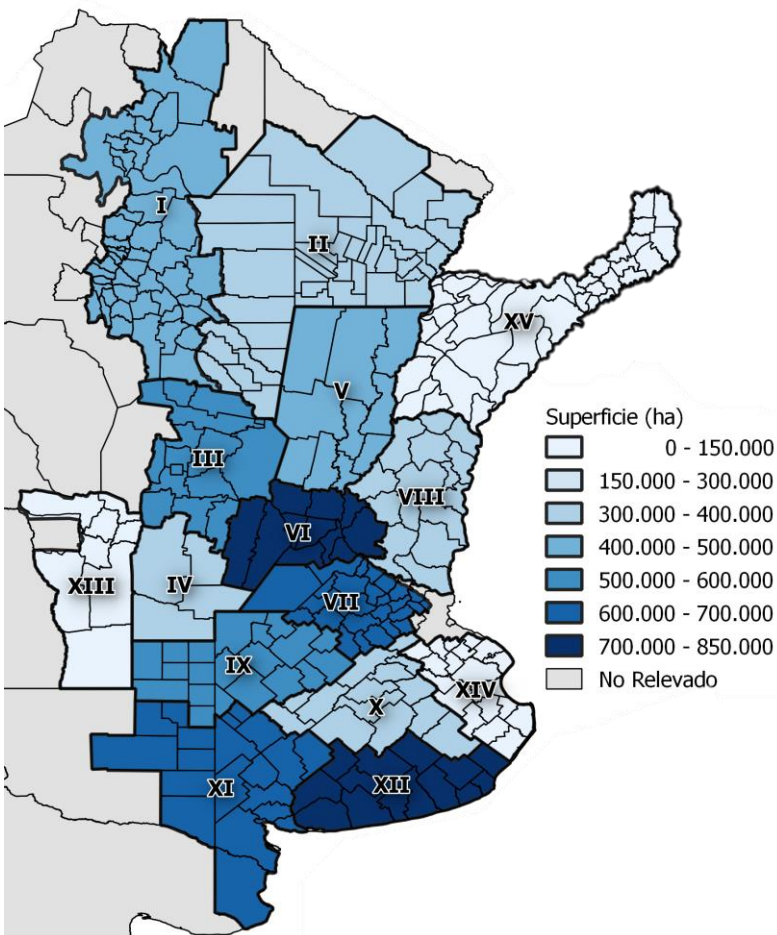 I
II
XV
V
Superficie (ha)
0 - 150.000
III
150.000 - 300.000
VIII
300.000 - 400.000
VI
400.000 - 500.000
XIII
IV
500.000 - 600.000
VII
600.000 - 700.000
700.000 - 850.000
IX
XIV
No Relevado
X
XI
XII